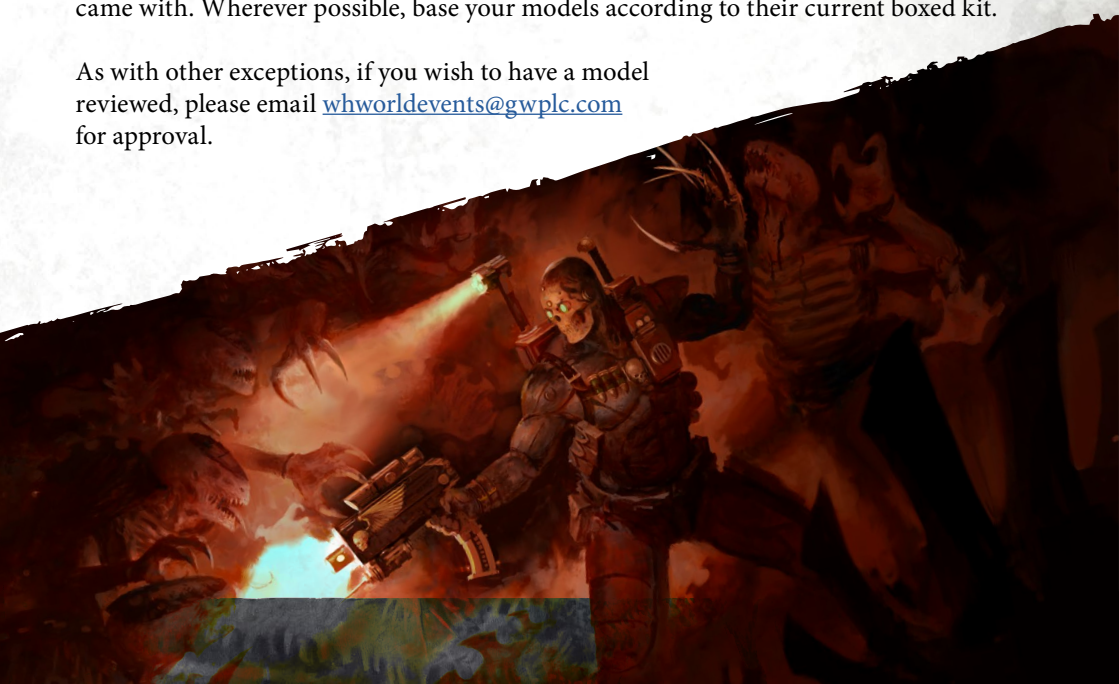 came with. Wherever possible, base your models according to their current boxed kit.
As with other exceptions, if you wish to have a model
reviewed, please email whworldevents@gwplc.com
for approval.